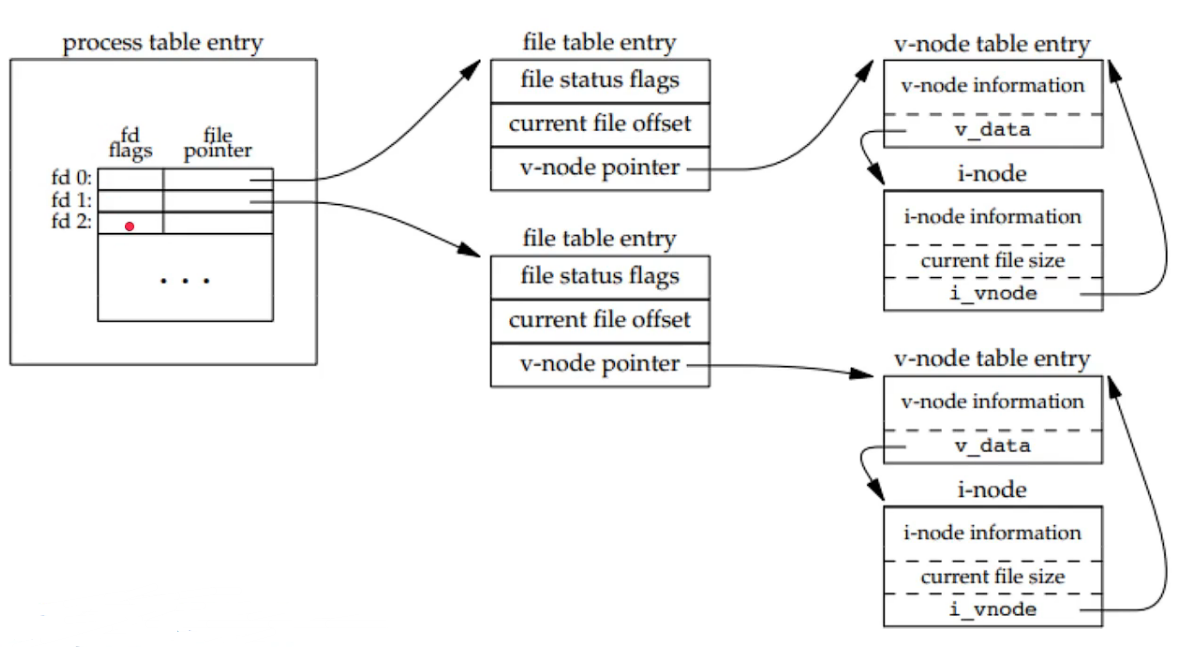 process table entry
fd
flags
file
pointer
fd 0:
fd 1:
fd 2:
. . .
file table entry
file status flags
current file offset
v-node pointer
file table entry
file status flags
current file offset
v-node pointer
v-node table entry
v-node information
v_data
i-node
i-node information
current file size
i_vnode
v-node table entry
v-node information
v_data
i-node
i-node information
current file size
i_vnode